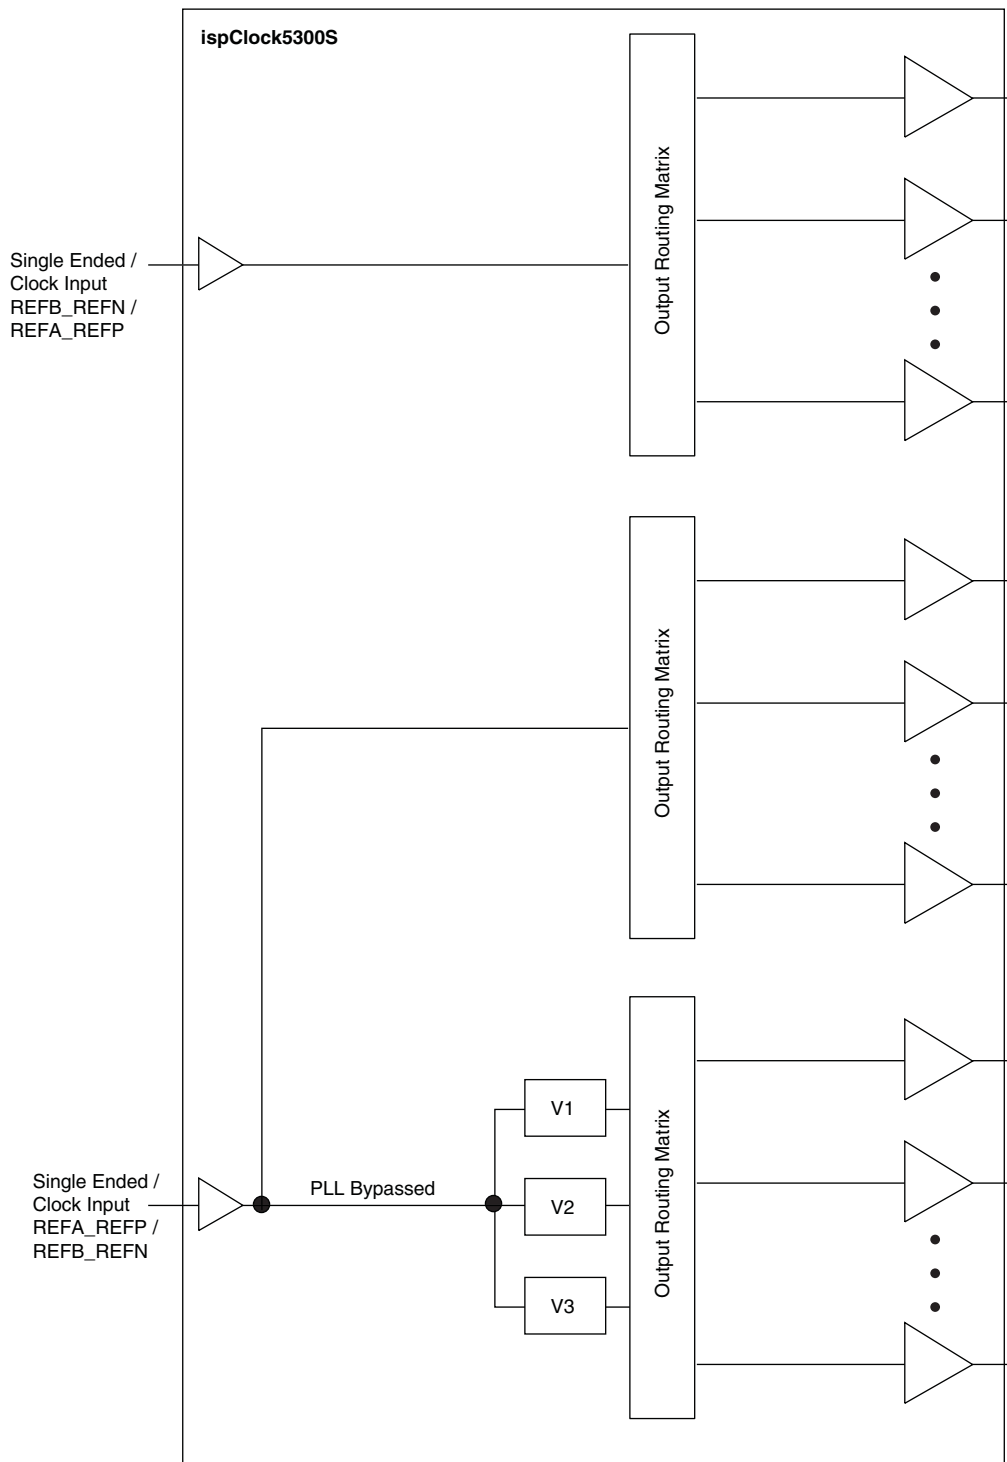 ispClock5300S
Output Routing Matrix
Single Ended /
Clock Input
REFB_REFN /
REFA_REFP
Output Routing Matrix
Output Routing Matrix
V1
Single Ended /
Clock Input
REFA_REFP /
REFB_REFN
PLL Bypassed
V2
V3